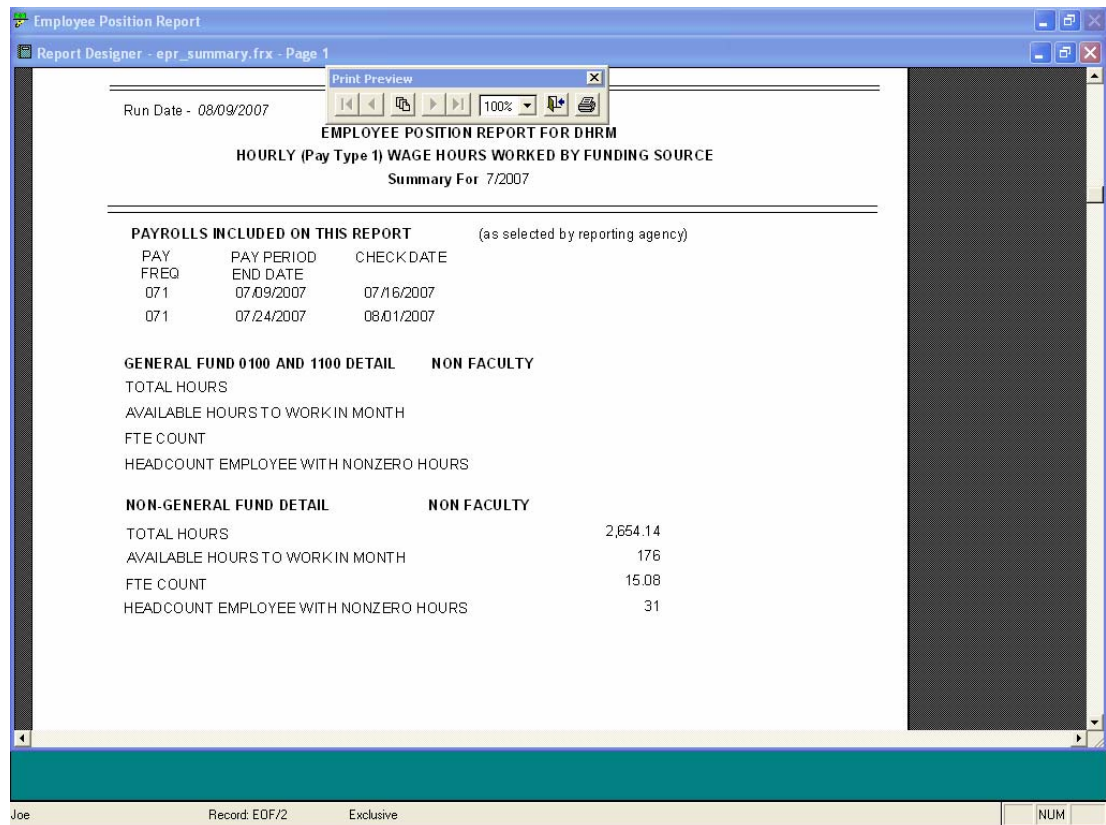 Employee Position Report
Report Designer - epr_summary.frx - Page 1
Print Preview
100%
Run Date - 08/09/2007
EMPLOYEE POSITION REPORT FOR DHRM
HOURLY (Pay Type 1) WAGE HOURS WORKED BY FUNDING SOURCE
Summary For 7/2007
PAYROLLS INCLUDED ON THIS REPORT (as selected by reporting agency)
PAY PAY PERIOD CHECK DATE
FREQ END DATE
071 07/09/2007 07/16/2007
071 07/24/2007 08/01/2007
GENERAL FUND 0100 AND 1100 DETAIL NON FACULTY
TOTAL HOURS
AVAILABLE HOURS TO WORK IN MONTH
FTE COUNT
HEADCOUNT EMPLOYEE WITH NONZERO HOURS
NON-GENERAL FUND DETAIL NON FACULTY
TOTAL HOURS 2,654.14
AVAILABLE HOURS TO WORK IN MONTH 176
FTE COUNT 15.08
HEADCOUNT EMPLOYEE WITH NONZERO HOURS 31
Joe Record: EOF/2 Exclusive NUM